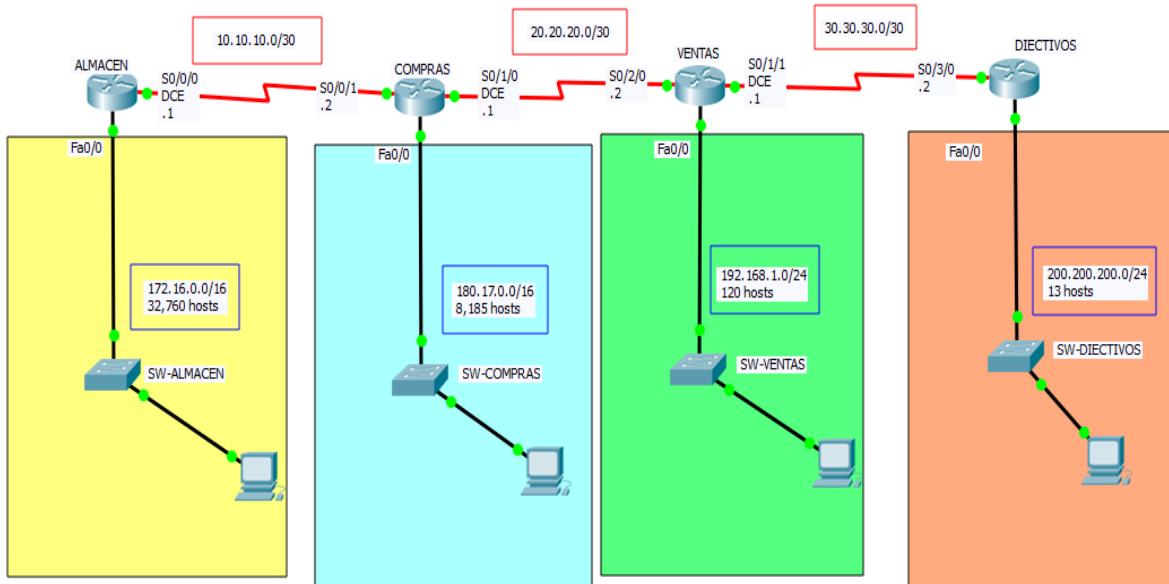 10.10.10.0/30
20.20.20.0/30
30.30.30.0/30
ALMACEN
S0/0/0
DCE
.1
S0/0/1
.2
COMPRAS
S0/1/0
DCE
.1
S0/2/0
.2
VENTAS
S0/1/1
DCE
.1
S0/3/0
.2
DIECTIVOS
Fa0/0
Fa0/0
Fa0/0
Fa0/0
172.16.0.0/16
32,760 hosts
180.17.0.0/16
8,185 hosts
192.168.1.0/24
120 hosts
200.200.200.0/24
13 hosts
SW-ALMACEN
SW-COMPRAS
SW-VENTAS
SW-DIECTIVOS